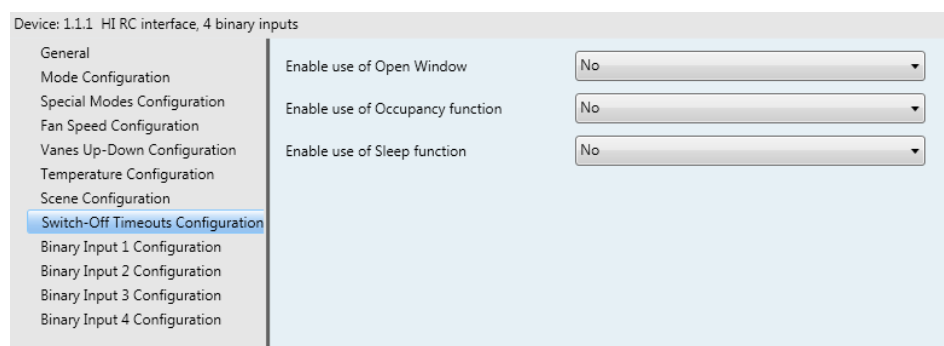 Device: 1.1.1 HI RC interface, 4 binary inputs
General
Mode Configuration
Special Modes Configuration
Fan Speed Configuration
Vanes Up-Down Configuration
Temperature Configuration
Scene Configuration
Switch-Off Timeouts Configuration
Binary Input 1 Configuration
Binary Input 2 Configuration
Binary Input 3 Configuration
Binary Input 4 Configuration
Enable use of Open Window No
Enable use of Occupancy function No
Enable use of Sleep function No